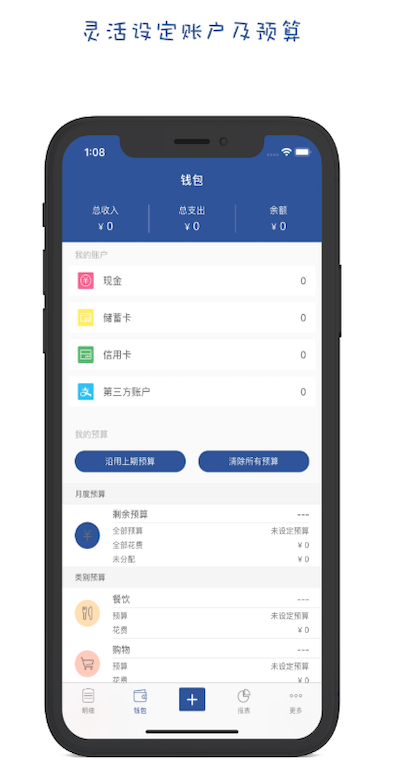 灵活设定账户及预算
1:08
钱包
总收入 总支出 余额
¥ 0 ¥ 0 ¥ 0
我的账户
现金 0
储蓄卡 0
信用卡 0
第三方账户 0
我的预算
沿用上期预算 清除所有预算
月度预算
剩余预算 ---
全部预算 未设定预算
全部花费 ¥ 0
未分配 ¥ 0
类别预算
餐饮 ---
预算 未设定预算
花费 ¥ 0
购物 ---
预算 未设定预算
花费 ¥ 0
明细 钱包 报表 更多